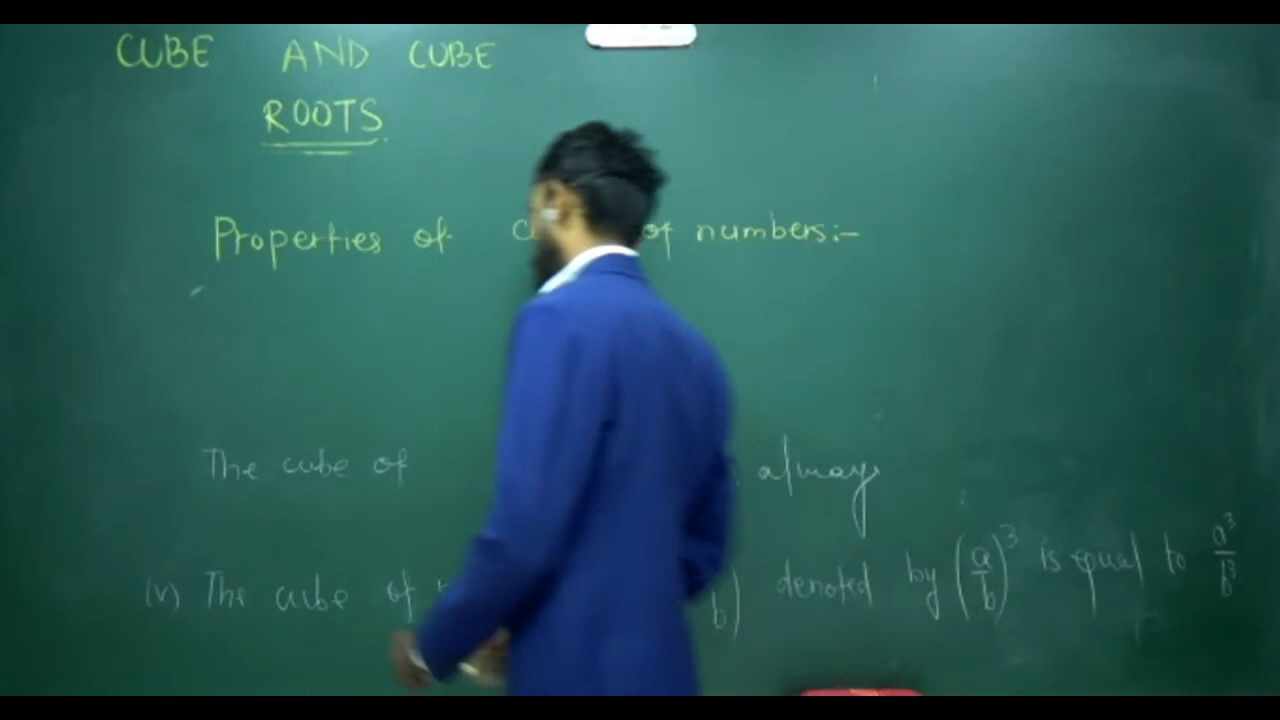 CUBE AND CUBE
ROOTS
Properties of of numbers:-
The cube of always
(v) The cube of b) denoted by (a/b)³ is equal to a³/b³